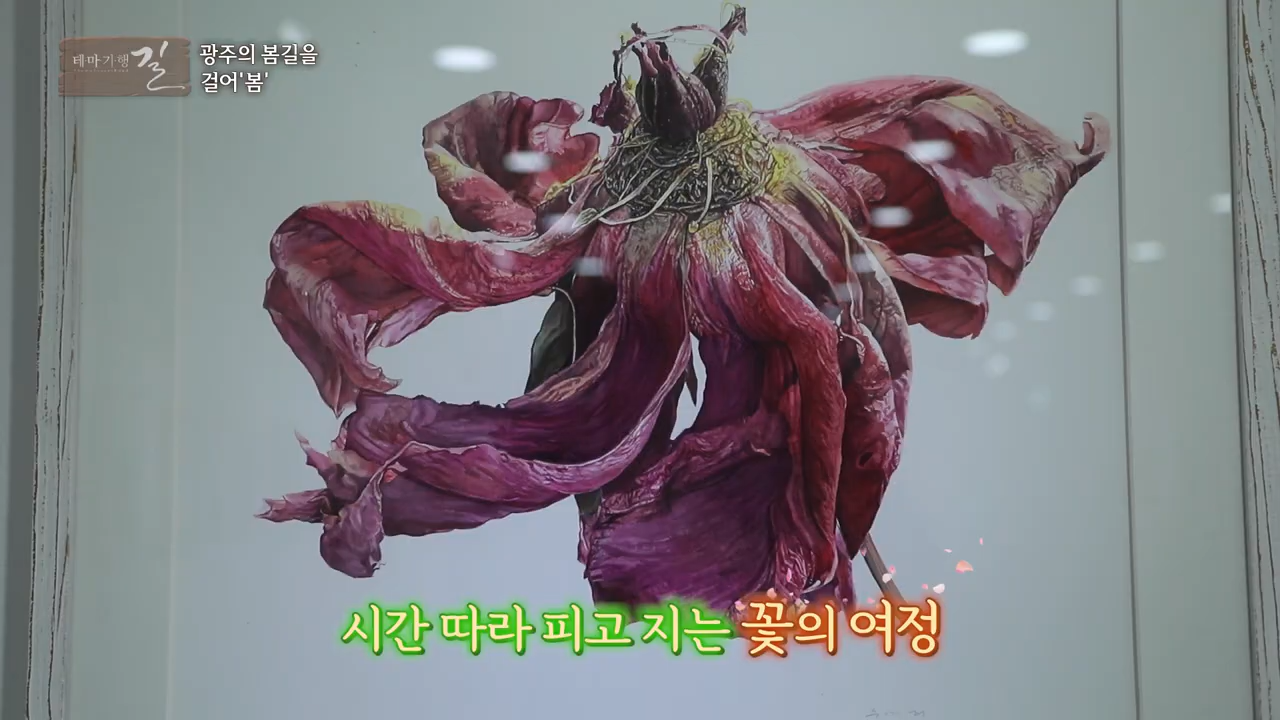 테마기행 길
광주의 봄길을
걸어'봄'
시간 따라 피고 지는 꽃의 여정